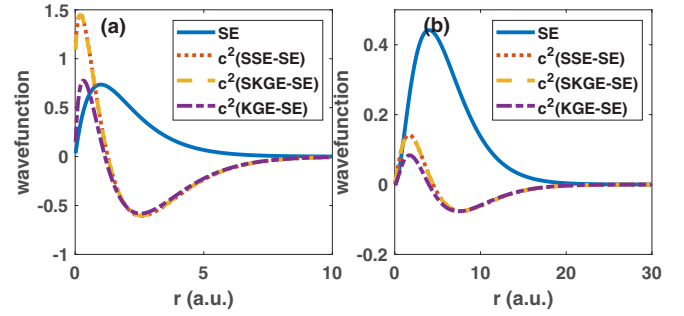 (a)
SE
c²(SSE-SE)
c²(SKGE-SE)
c²(KGE-SE)
wavefunction
1.5
1
0.5
0
-0.5
-1
0 5 10
r (a.u.)
(b)
SE
c²(SSE-SE)
c²(SKGE-SE)
c²(KGE-SE)
wavefunction
0.4
0.2
0
-0.2
0 10 20 30
r (a.u.)